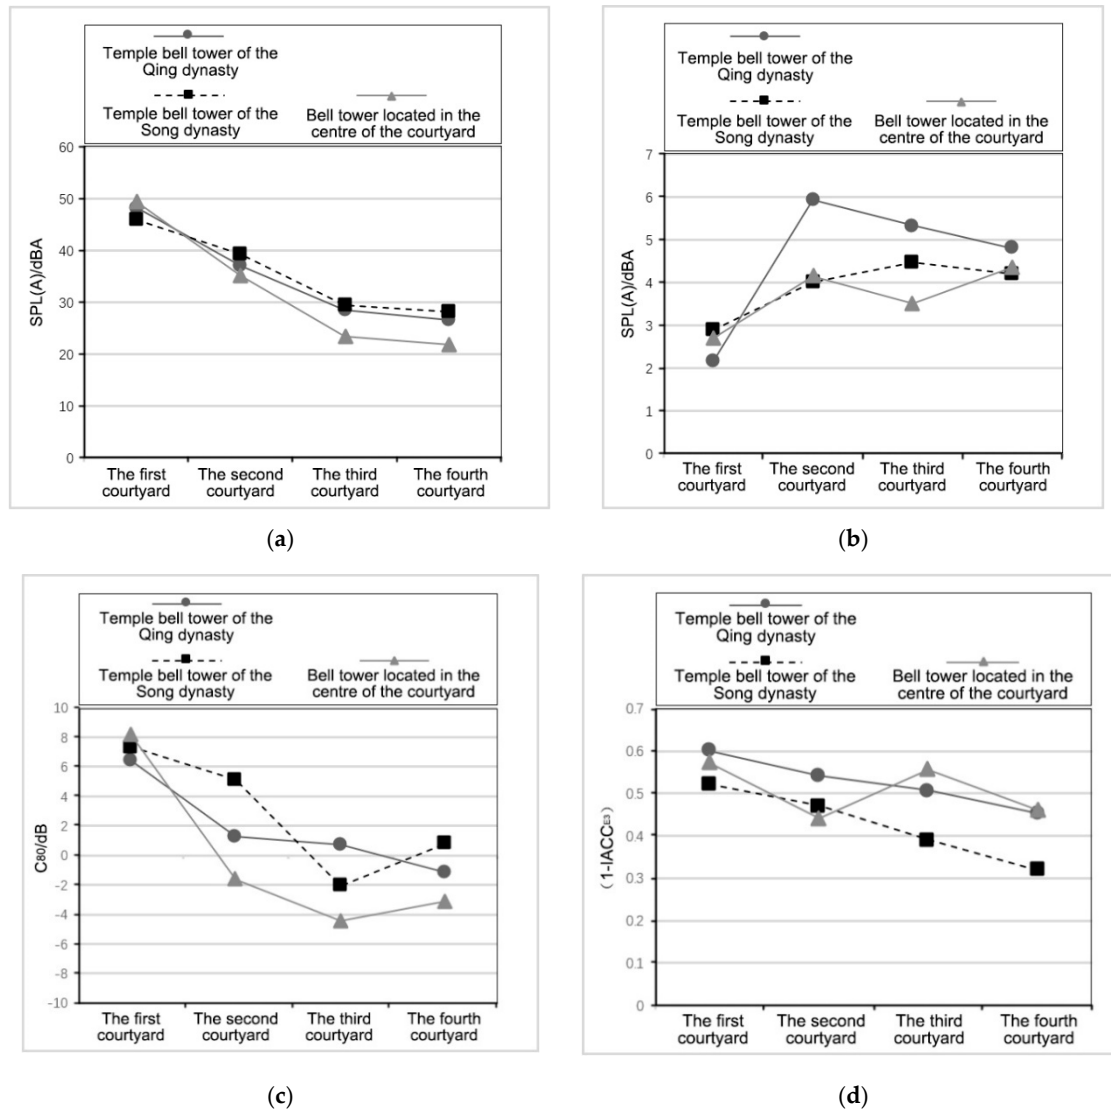 Temple bell tower of the
Qing dynasty
Temple bell tower of the
Song dynasty
Bell tower located in the
centre of the courtyard
60
50
40
30
20
10
0
SPL(A)/dBA
The first
courtyard
The second
courtyard
The third
courtyard
The fourth
courtyard
(a)
Temple bell tower of the
Qing dynasty
Temple bell tower of the
Song dynasty
Bell tower located in the
centre of the courtyard
7
6
5
4
3
2
1
0
SPL(A)/dBA
The first
courtyard
The second
courtyard
The third
courtyard
The fourth
courtyard
(b)
Temple bell tower of the
Qing dynasty
Temple bell tower of the
Song dynasty
Bell tower located in the
centre of the courtyard
10
8
6
4
2
0
-2
-4
-6
-8
-10
C80/dB
The first
courtyard
The second
courtyard
The third
courtyard
The fourth
courtyard
(c)
Temple bell tower of the
Qing dynasty
Temple bell tower of the
Song dynasty
Bell tower located in the
centre of the courtyard
0.7
0.6
0.5
0.4
0.3
0.2
0.1
0
(1-IACCE3)
The first
courtyard
The second
courtyard
The third
courtyard
The fourth
courtyard
(d)